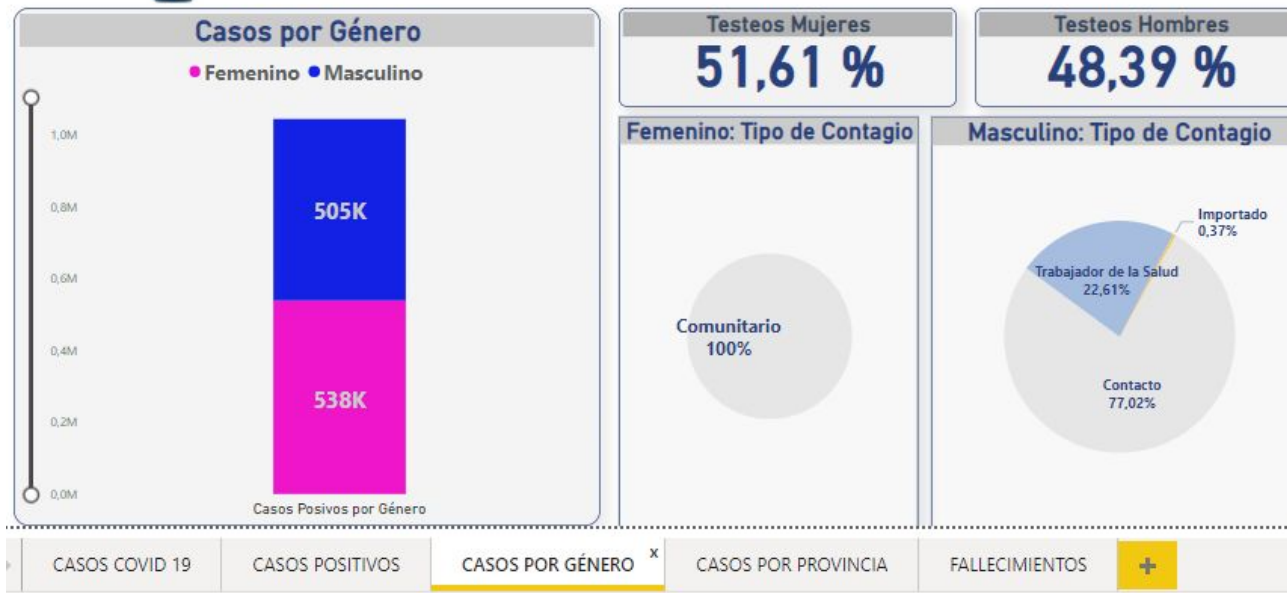 Casos por Género
Femenino Masculino
1,0M
0,8M
0,6M
0,4M
0,2M
0,0M
505K
538K
Casos Posivos por Género
Testeos Mujeres
51,61 %
Testeos Hombres
48,39 %
Femenino: Tipo de Contagio
Comunitario
100%
Masculino: Tipo de Contagio
Importado
0,37%
Trabajador de la Salud
22,61%
Contacto
77,02%
CASOS COVID 19
CASOS POSITIVOS
CASOS POR GÉNERO x
CASOS POR PROVINCIA
FALLECIMIENTOS
+